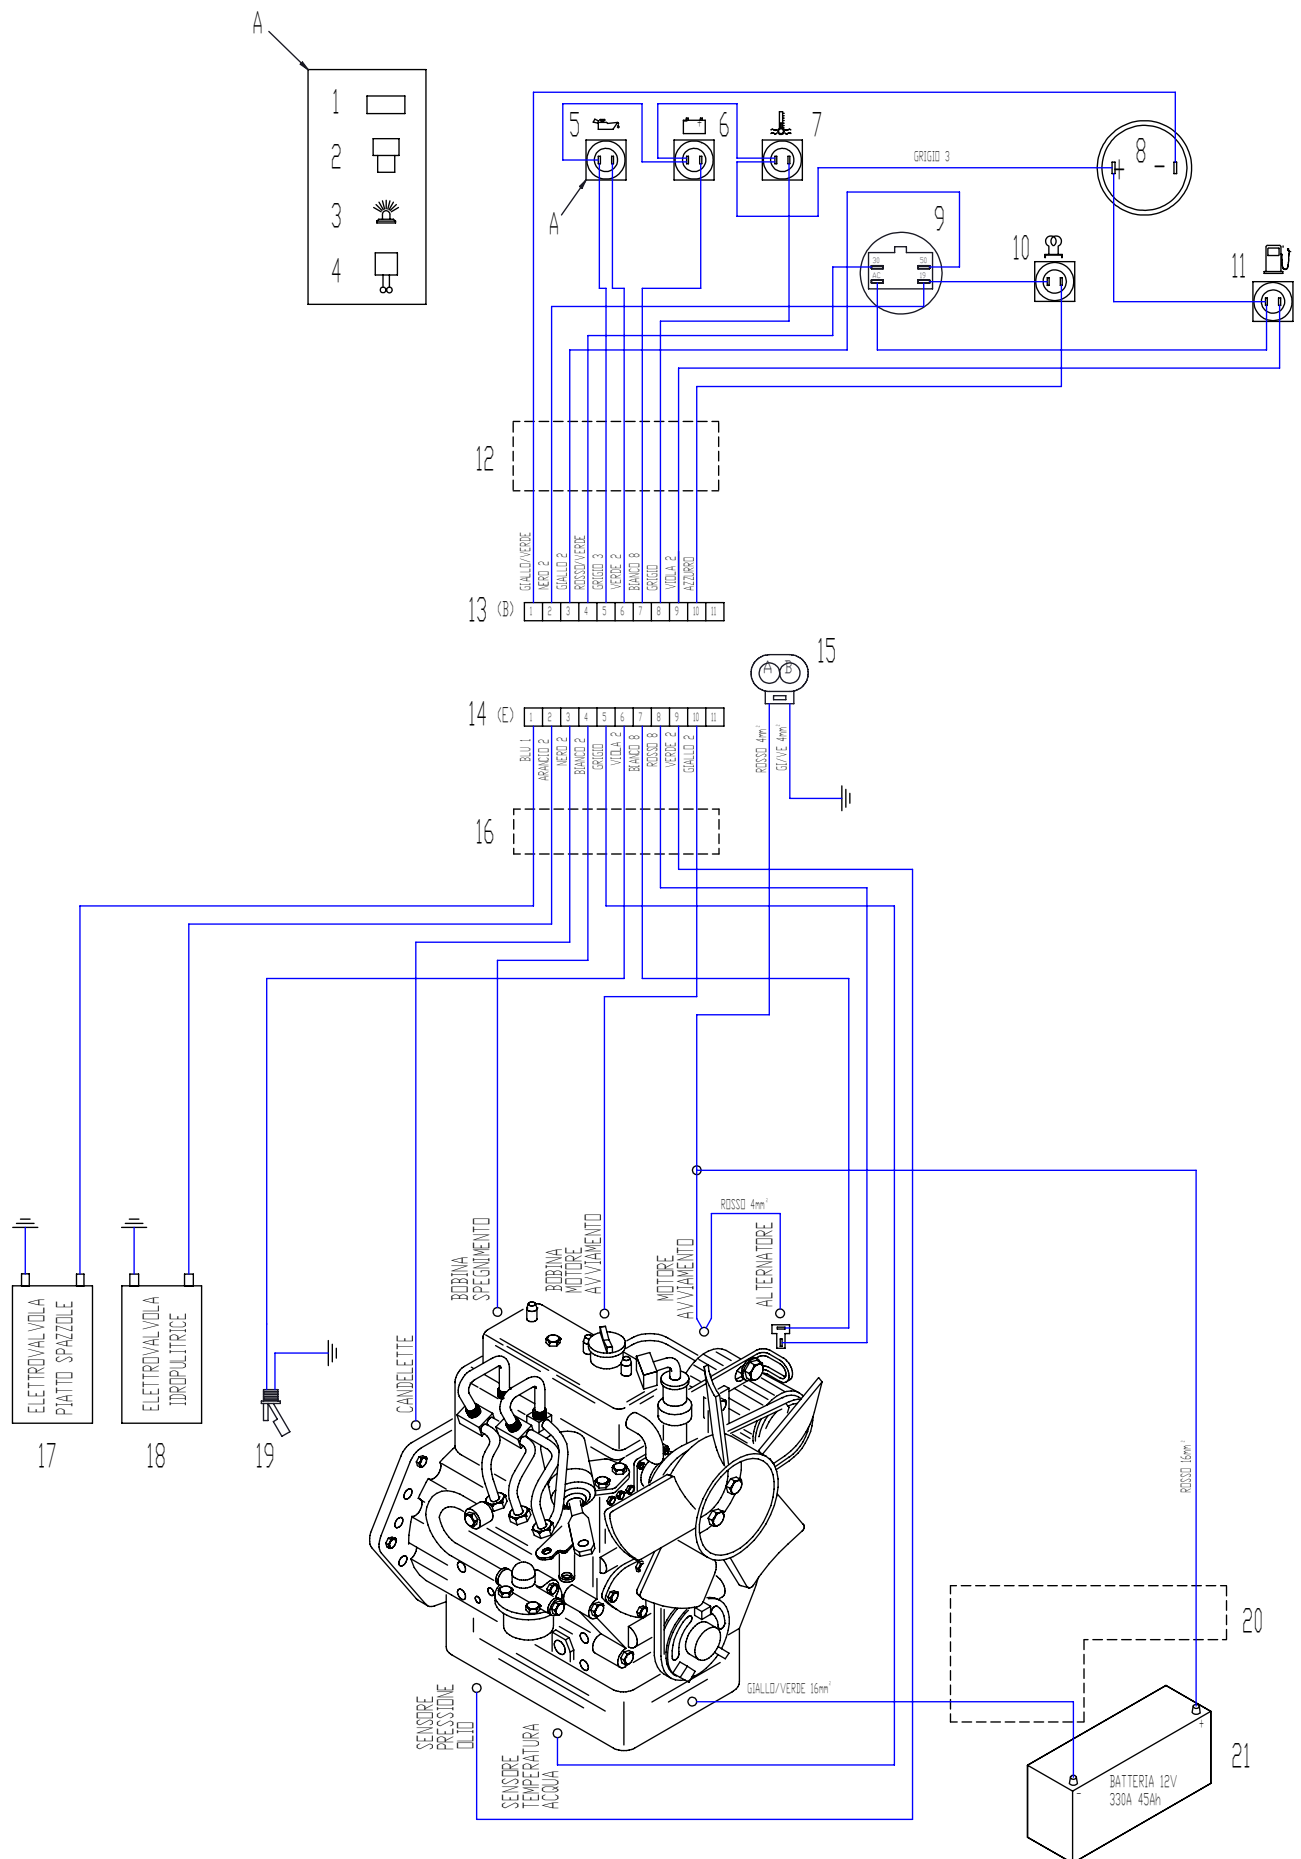 A
1
2
3
4
5
6
7
8
+
-
GRIGIO 3
A
9
30
50
AC
19
10
11
12
GIALLO/VERDE
NERO 2
GIALLO 2
ROSSO/VERDE
GRIGIO 3
VERDE 2
BIANCO 8
GRIGIO
VIOLA 2
AZZURRO
13 (B)
1 2 3 4 5 6 7 8 9 10 11
15
A B
14 (E)
1 2 3 4 5 6 7 8 9 10 11
BLU 1
ARANCIO 2
NERO 2
BIANCO 2
GRIGIO
VIOLA 2
BIANCO 8
ROSSO 8
VERDE 2
GIALLO 2
ROSSO 4mm²
GI/VE 4mm²
16
ROSSO 4mm²
BOBINA
SPEGNIMENTO
BOBINA
MOTORE
AVVIAMENTO
MOTORE
AVVIAMENTO
ALTERNATORE
CANDELETTE
ELETTROVALVOLA
PIATTO SPAZZOLE
ELETTROVALVOLA
IDROPULITRICE
17
18
19
ROSSO 16mm²
20
GIALLO/VERDE 16mm²
SENSORE
PRESSIONE
OLIO
SENSORE
TEMPERATURA
ACQUA
+
-
BATTERIA 12V
330A 45Ah
21